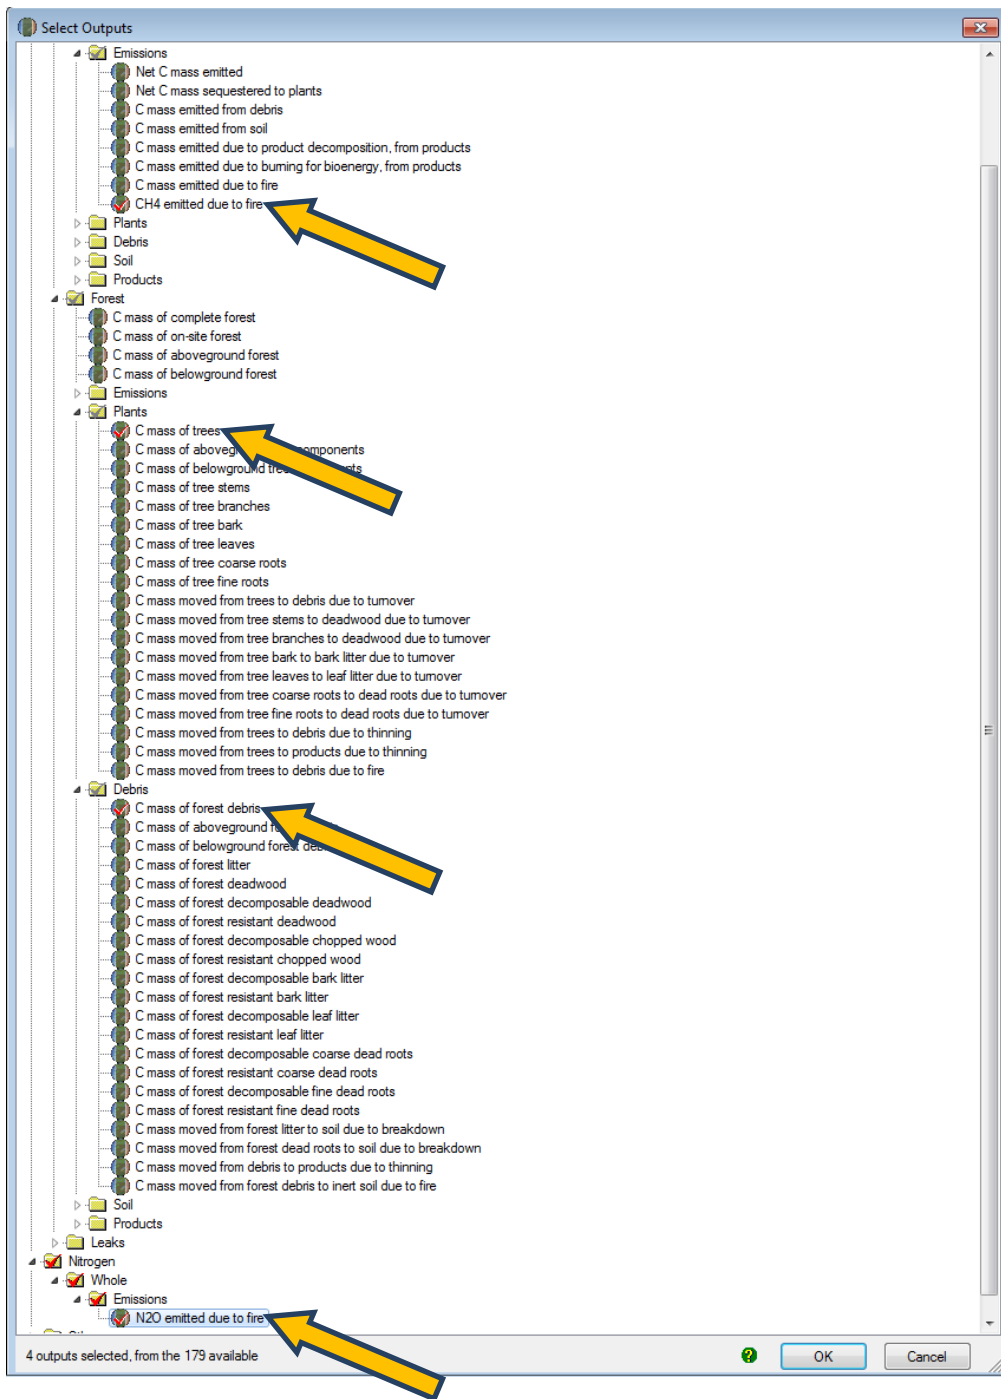 Select Outputs
Emissions
Net C mass emitted
Net C mass sequestered to plants
C mass emitted from debris
C mass emitted from soil
C mass emitted due to product decomposition, from products
C mass emitted due to burning for bioenergy, from products
C mass emitted due to fire
CH4 emitted due to fire
Plants
Debris
Soil
Products
Forest
C mass of complete forest
C mass of on-site forest
C mass of aboveground forest
C mass of belowground forest
Emissions
Plants
C mass of trees
C mass of components
C mass of belowground
C mass of tree stems
C mass of tree branches
C mass of tree bark
C mass of tree leaves
C mass of tree coarse roots
C mass of tree fine roots
C mass moved from trees to debris due to turnover
C mass moved from tree stems to deadwood due to turnover
C mass moved from tree branches to deadwood due to turnover
C mass moved from tree bark to bark litter due to turnover
C mass moved from tree leaves to leaf litter due to turnover
C mass moved from tree coarse roots to dead roots due to turnover
C mass moved from tree fine roots to dead roots due to turnover
C mass moved from trees to debris due to thinning
C mass moved from trees to products due to thinning
C mass moved from trees to debris due to fire
Debris
C mass of forest debris
C mass of aboveground
C mass of belowground forest
C mass of forest litter
C mass of forest deadwood
C mass of forest decomposable deadwood
C mass of forest resistant deadwood
C mass of forest decomposable chopped wood
C mass of forest resistant chopped wood
C mass of forest decomposable bark litter
C mass of forest resistant bark litter
C mass of forest decomposable leaf litter
C mass of forest resistant leaf litter
C mass of forest decomposable coarse dead roots
C mass of forest resistant coarse dead roots
C mass of forest decomposable fine dead roots
C mass of forest resistant fine dead roots
C mass moved from forest litter to soil due to breakdown
C mass moved from forest dead roots to soil due to breakdown
C mass moved from debris to products due to thinning
C mass moved from forest debris to inert soil due to fire
Soil
Products
Leaks
Nitrogen
Whole
Emissions
N2O emitted due to fire
4 outputs selected, from the 179 available
? OK Cancel